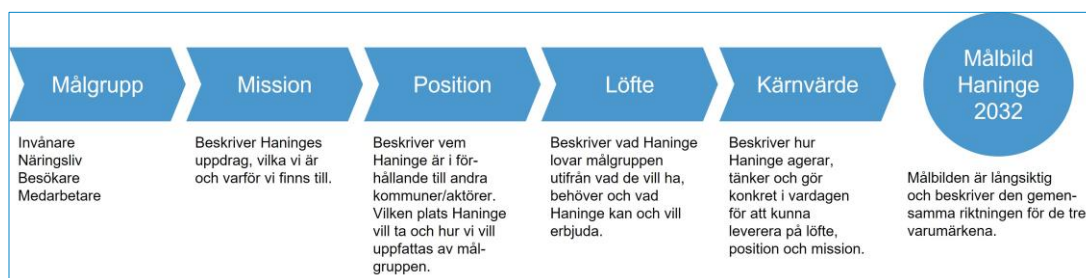 Målgrupp
Invånare
Näringsliv
Besökare
Medarbetare
Mission
Beskriver Haninges
uppdrag, vilka vi är
och varför vi finns till.
Position
Beskriver vem
Haninge är i för-
hållande till andra
kommuner/aktörer.
Vilken plats Haninge
vill ta och hur vi vill
uppfattas av mål-
gruppen.
Löfte
Beskriver vad Haninge
lovar målgruppen
utifrån vad de vill ha,
behöver och vad
Haninge kan och vill
erbjuda.
Kärnvärde
Beskriver hur
Haninge agerar,
tänker och gör
konkret i vardagen
för att kunna
leverera på löfte,
position och mission.
Målbild
Haninge
2032
Målbilden är långsiktig
och beskriver den gemen-
samma riktningen för de tre
varumärkena.